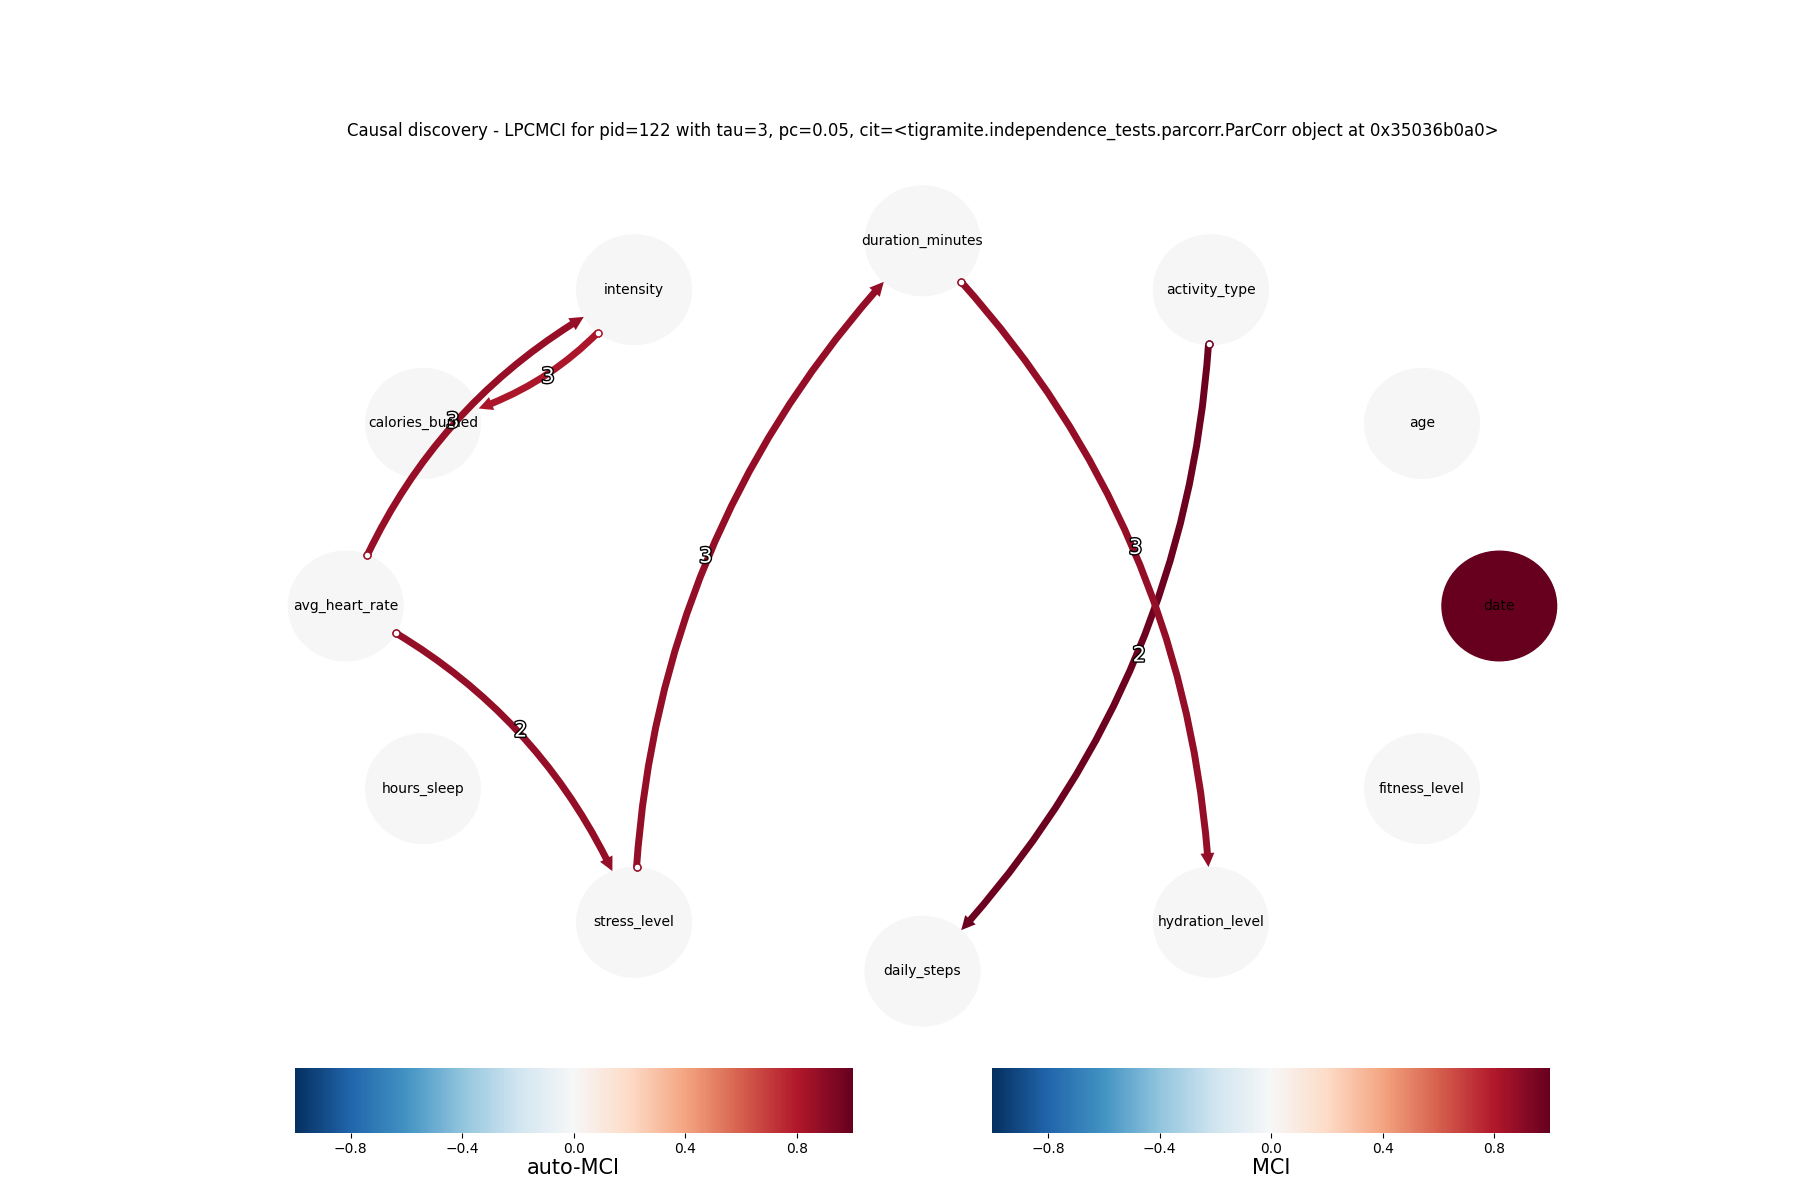 Causal discovery - LPCMCI for pid=122 with tau=3, pc=0.05, cit=<tigramite.independence_tests.parcorr.ParCorr object at 0x35036b0a0>
duration_minutes
intensity
activity_type
3
calories_burned
3
age
3
3
avg_heart_rate
date
2
2
hours_sleep
fitness_level
stress_level
hydration_level
daily_steps
−0.8 −0.4 0.0 0.4 0.8
auto-MCI
−0.8 −0.4 0.0 0.4 0.8
MCI